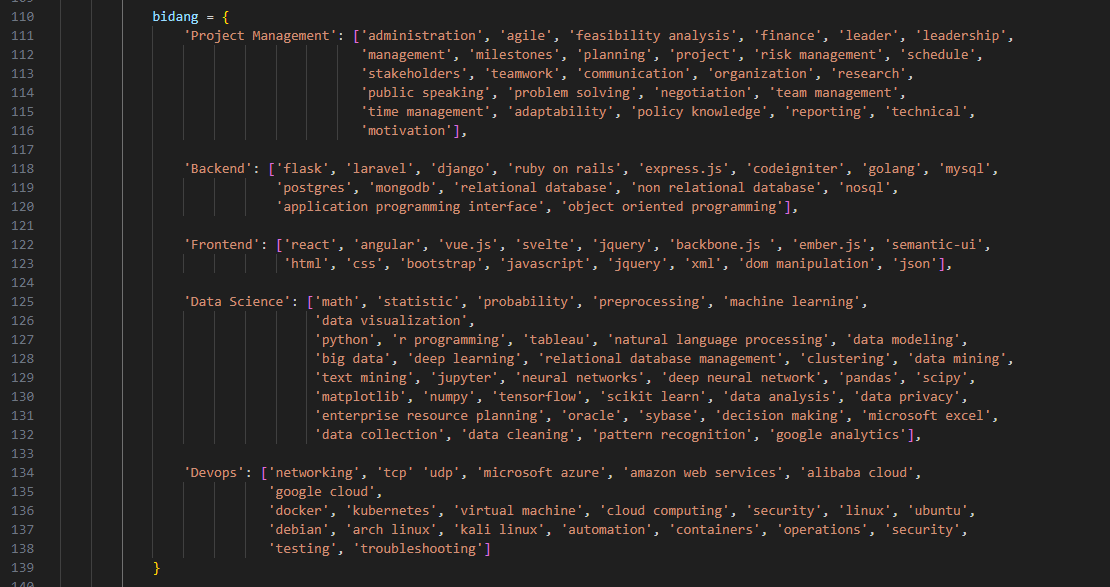 110 bidang = {
111 'Project Management': ['administration', 'agile', 'feasibility analysis', 'finance', 'leader', 'leadership',
112 'management', 'milestones', 'planning', 'project', 'risk management', 'schedule',
113 'stakeholders', 'teamwork', 'communication', 'organization', 'research',
114 'public speaking', 'problem solving', 'negotiation', 'team management',
115 'time management', 'adaptability', 'policy knowledge', 'reporting', 'technical',
116 'motivation'],
117
118 'Backend': ['flask', 'laravel', 'django', 'ruby on rails', 'express.js', 'codeigniter', 'golang', 'mysql',
119 'postgres', 'mongodb', 'relational database', 'non relational database', 'nosql',
120 'application programming interface', 'object oriented programming'],
121
122 'Frontend': ['react', 'angular', 'vue.js', 'svelte', 'jquery', 'backbone.js ', 'ember.js', 'semantic-ui',
123 'html', 'css', 'bootstrap', 'javascript', 'jquery', 'xml', 'dom manipulation', 'json'],
124
125 'Data Science': ['math', 'statistic', 'probability', 'preprocessing', 'machine learning',
126 'data visualization',
127 'python', 'r programming', 'tableau', 'natural language processing', 'data modeling',
128 'big data', 'deep learning', 'relational database management', 'clustering', 'data mining',
129 'text mining', 'jupyter', 'neural networks', 'deep neural network', 'pandas', 'scipy',
130 'matplotlib', 'numpy', 'tensorflow', 'scikit learn', 'data analysis', 'data privacy',
131 'enterprise resource planning', 'oracle', 'sybase', 'decision making', 'microsoft excel',
132 'data collection', 'data cleaning', 'pattern recognition', 'google analytics'],
133
134 'Devops': ['networking', 'tcp' 'udp', 'microsoft azure', 'amazon web services', 'alibaba cloud',
135 'google cloud',
136 'docker', 'kubernetes', 'virtual machine', 'cloud computing', 'security', 'linux', 'ubuntu',
137 'debian', 'arch linux', 'kali linux', 'automation', 'containers', 'operations', 'security',
138 'testing', 'troubleshooting']
139 }